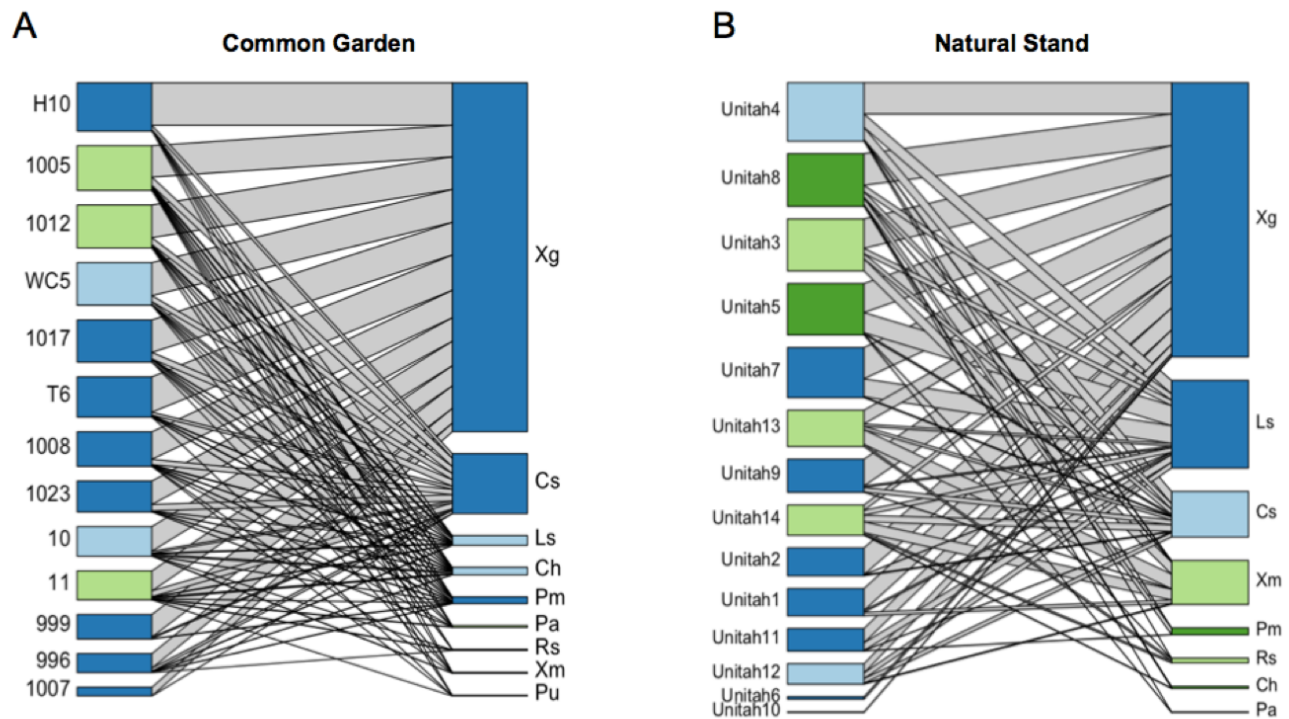 A
Common Garden
H10
1005
1012
WC5
1017
T6
1008
1023
10
11
999
996
1007
Xg
Cs
Ls
Ch
Pm
Pa
Rs
Xm
Pu
B
Natural Stand
Unitah4
Unitah8
Unitah3
Unitah5
Unitah7
Unitah13
Unitah9
Unitah14
Unitah2
Unitah1
Unitah11
Unitah12
Unitah6
Unitah10
Xg
Ls
Cs
Xm
Pm
Rs
Ch
Pa